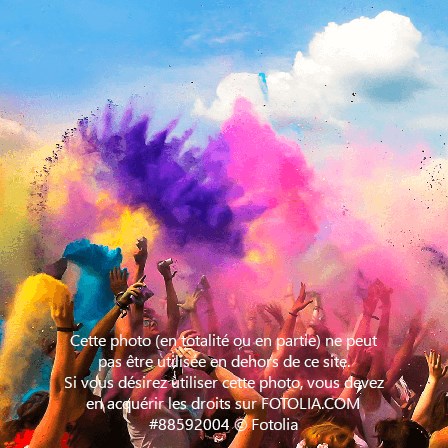 Cette photo (en totalité ou en partie) ne peut
pas être utilisée en dehors de ce site.
Si vous désirez utiliser cette photo, vous devez
en acquérir les droits sur FOTOLIA.COM
#88592004 @ Fotolia